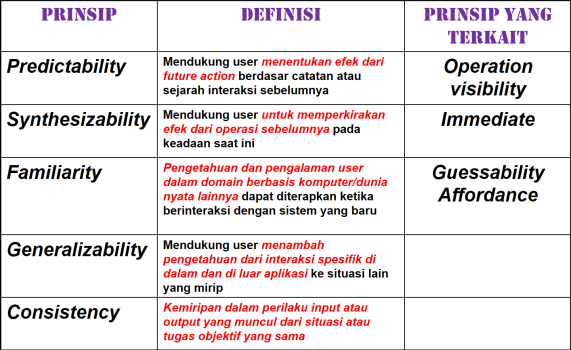 PRINSIP
DEFINISI
PRINSIP YANG
TERKAIT
Predictability
Mendukung user menentukan efek dari
future action berdasar catatan atau
sejarah interaksi sebelumnya
Operation
visibility
Synthesizability
Mendukung user untuk memperkirakan
efek dari operasi sebelumnya pada
keadaan saat ini
Immediate
Familiarity
Pengetahuan dan pengalaman user
dalam domain berbasis komputer/dunia
nyata lainnya dapat diterapkan ketika
berinteraksi dengan sistem yang baru
Guessability
Affordance
Generalizability
Mendukung user menambah
pengetahuan dari interaksi spesifik di
dalam dan di luar aplikasi ke situasi lain
yang mirip
Consistency
Kemiripan dalam perilaku input atau
output yang muncul dari situasi atau
tugas objektif yang sama